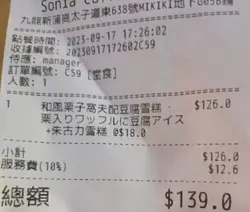 Sonia Co
九龍新蒲崗太子道東638號MIKIKI地下G05B舖
點餐時間: 2023-09-17 17:26:02
收據編號: 20230917172602C59
侍應: manager
訂單編號: C59 [堂食]
人數: 1
1 和風栗子窩夫配豆腐雪糕 · $126.0
栗入りワッフルに豆腐アイス
+朱古力雪糕 @$18.0
小計 $126.0
服務費(10%) $12.6
總額 $139.0